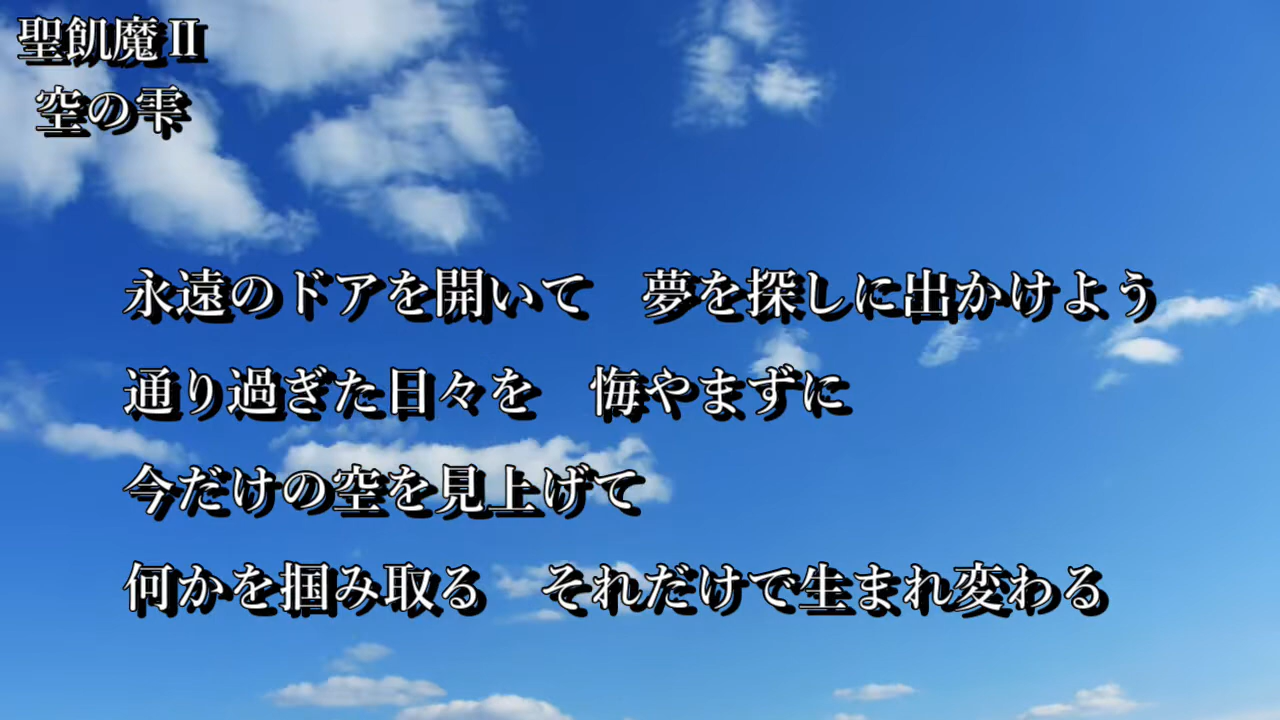 聖飢魔Ⅱ
空の雫
永遠のドアを開いて　夢を探しに出かけよう
通り過ぎた日々を　悔やまずに
今だけの空を見上げて
何かを掴み取る　それだけで生まれ変わる